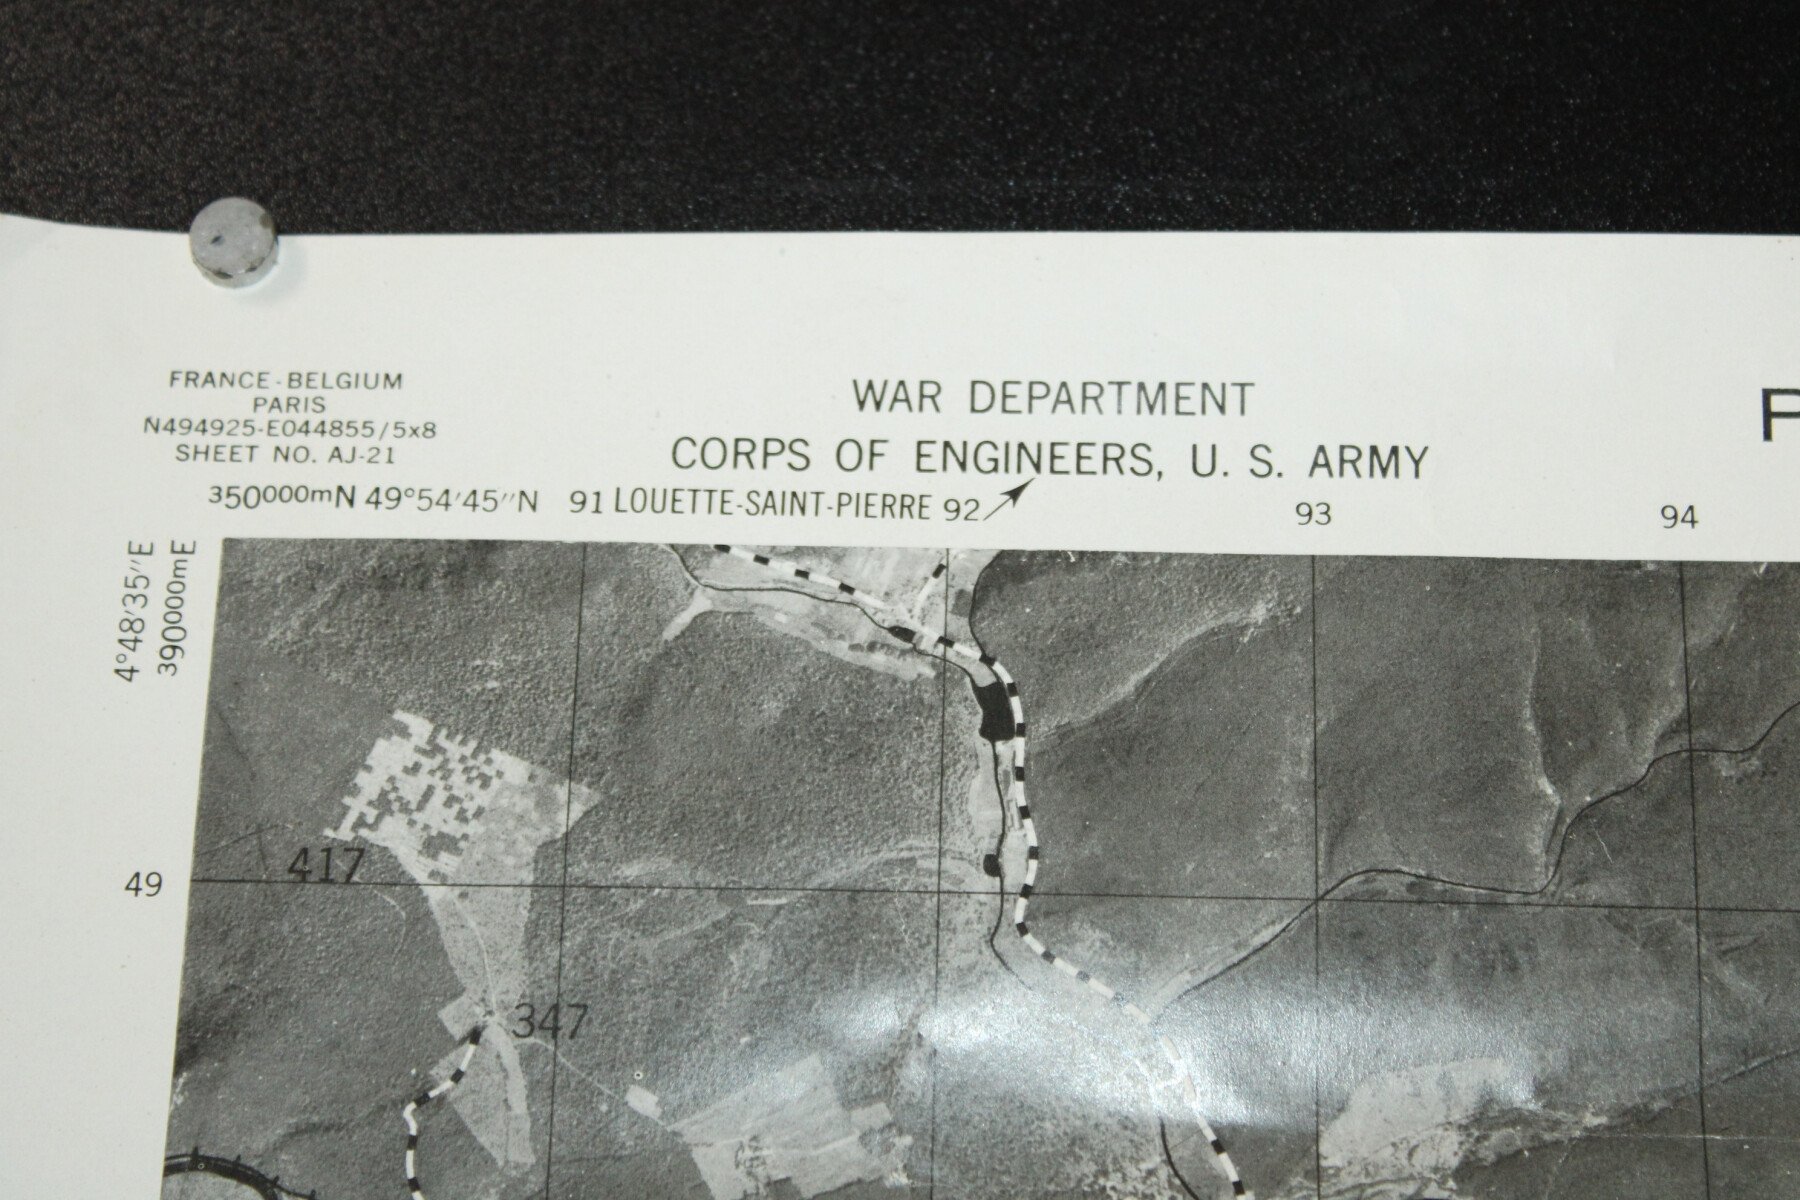 FRANCE-BELGIUM
PARIS
N494925-E044855/5x8
SHEET NO. AJ-21
WAR DEPARTMENT
CORPS OF ENGINEERS, U. S. ARMY
P
350000mN 49°54′45″N 91 LOUETTE-SAINT-PIERRE 92 93 94
4°48′35″E
390000mE
417
49
347